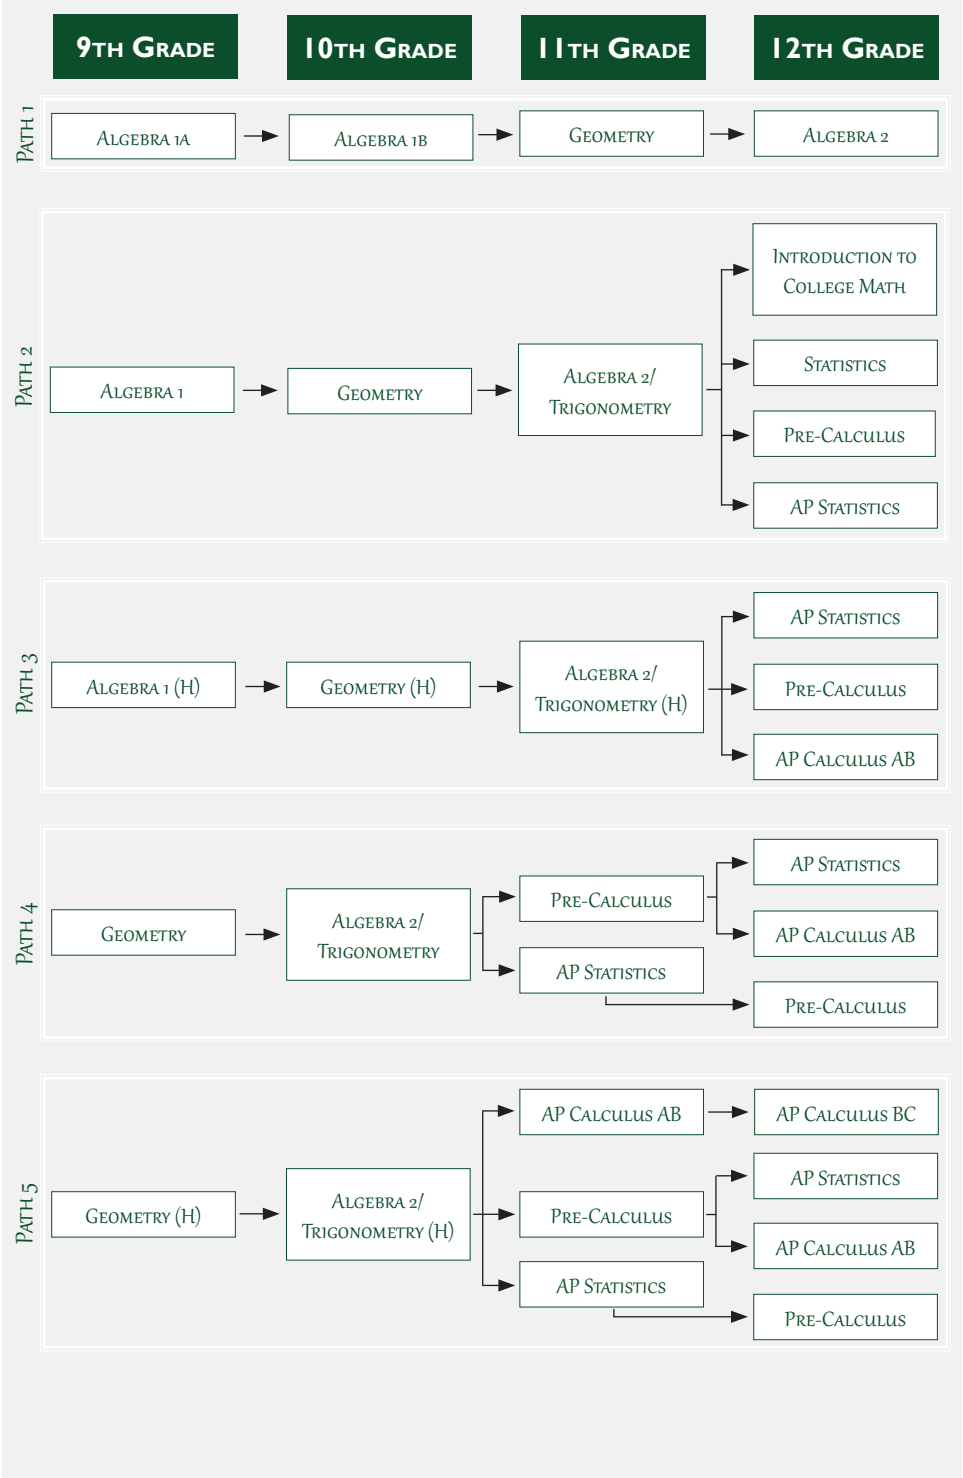 9th Grade
10th Grade
11th Grade
12th Grade
Path 1
Algebra 1A
Algebra 1B
Geometry
Algebra 2
Path 2
Algebra 1
Geometry
Algebra 2/
Trigonometry
Introduction to
College Math
Statistics
Pre-Calculus
AP Statistics
Path 3
Algebra 1 (H)
Geometry (H)
Algebra 2/
Trigonometry (H)
AP Statistics
Pre-Calculus
AP Calculus AB
Path 4
Geometry
Algebra 2/
Trigonometry
Pre-Calculus
AP Statistics
AP Statistics
AP Calculus AB
Pre-Calculus
Path 5
Geometry (H)
Algebra 2/
Trigonometry (H)
AP Calculus AB
Pre-Calculus
AP Statistics
AP Calculus BC
AP Statistics
AP Calculus AB
Pre-Calculus